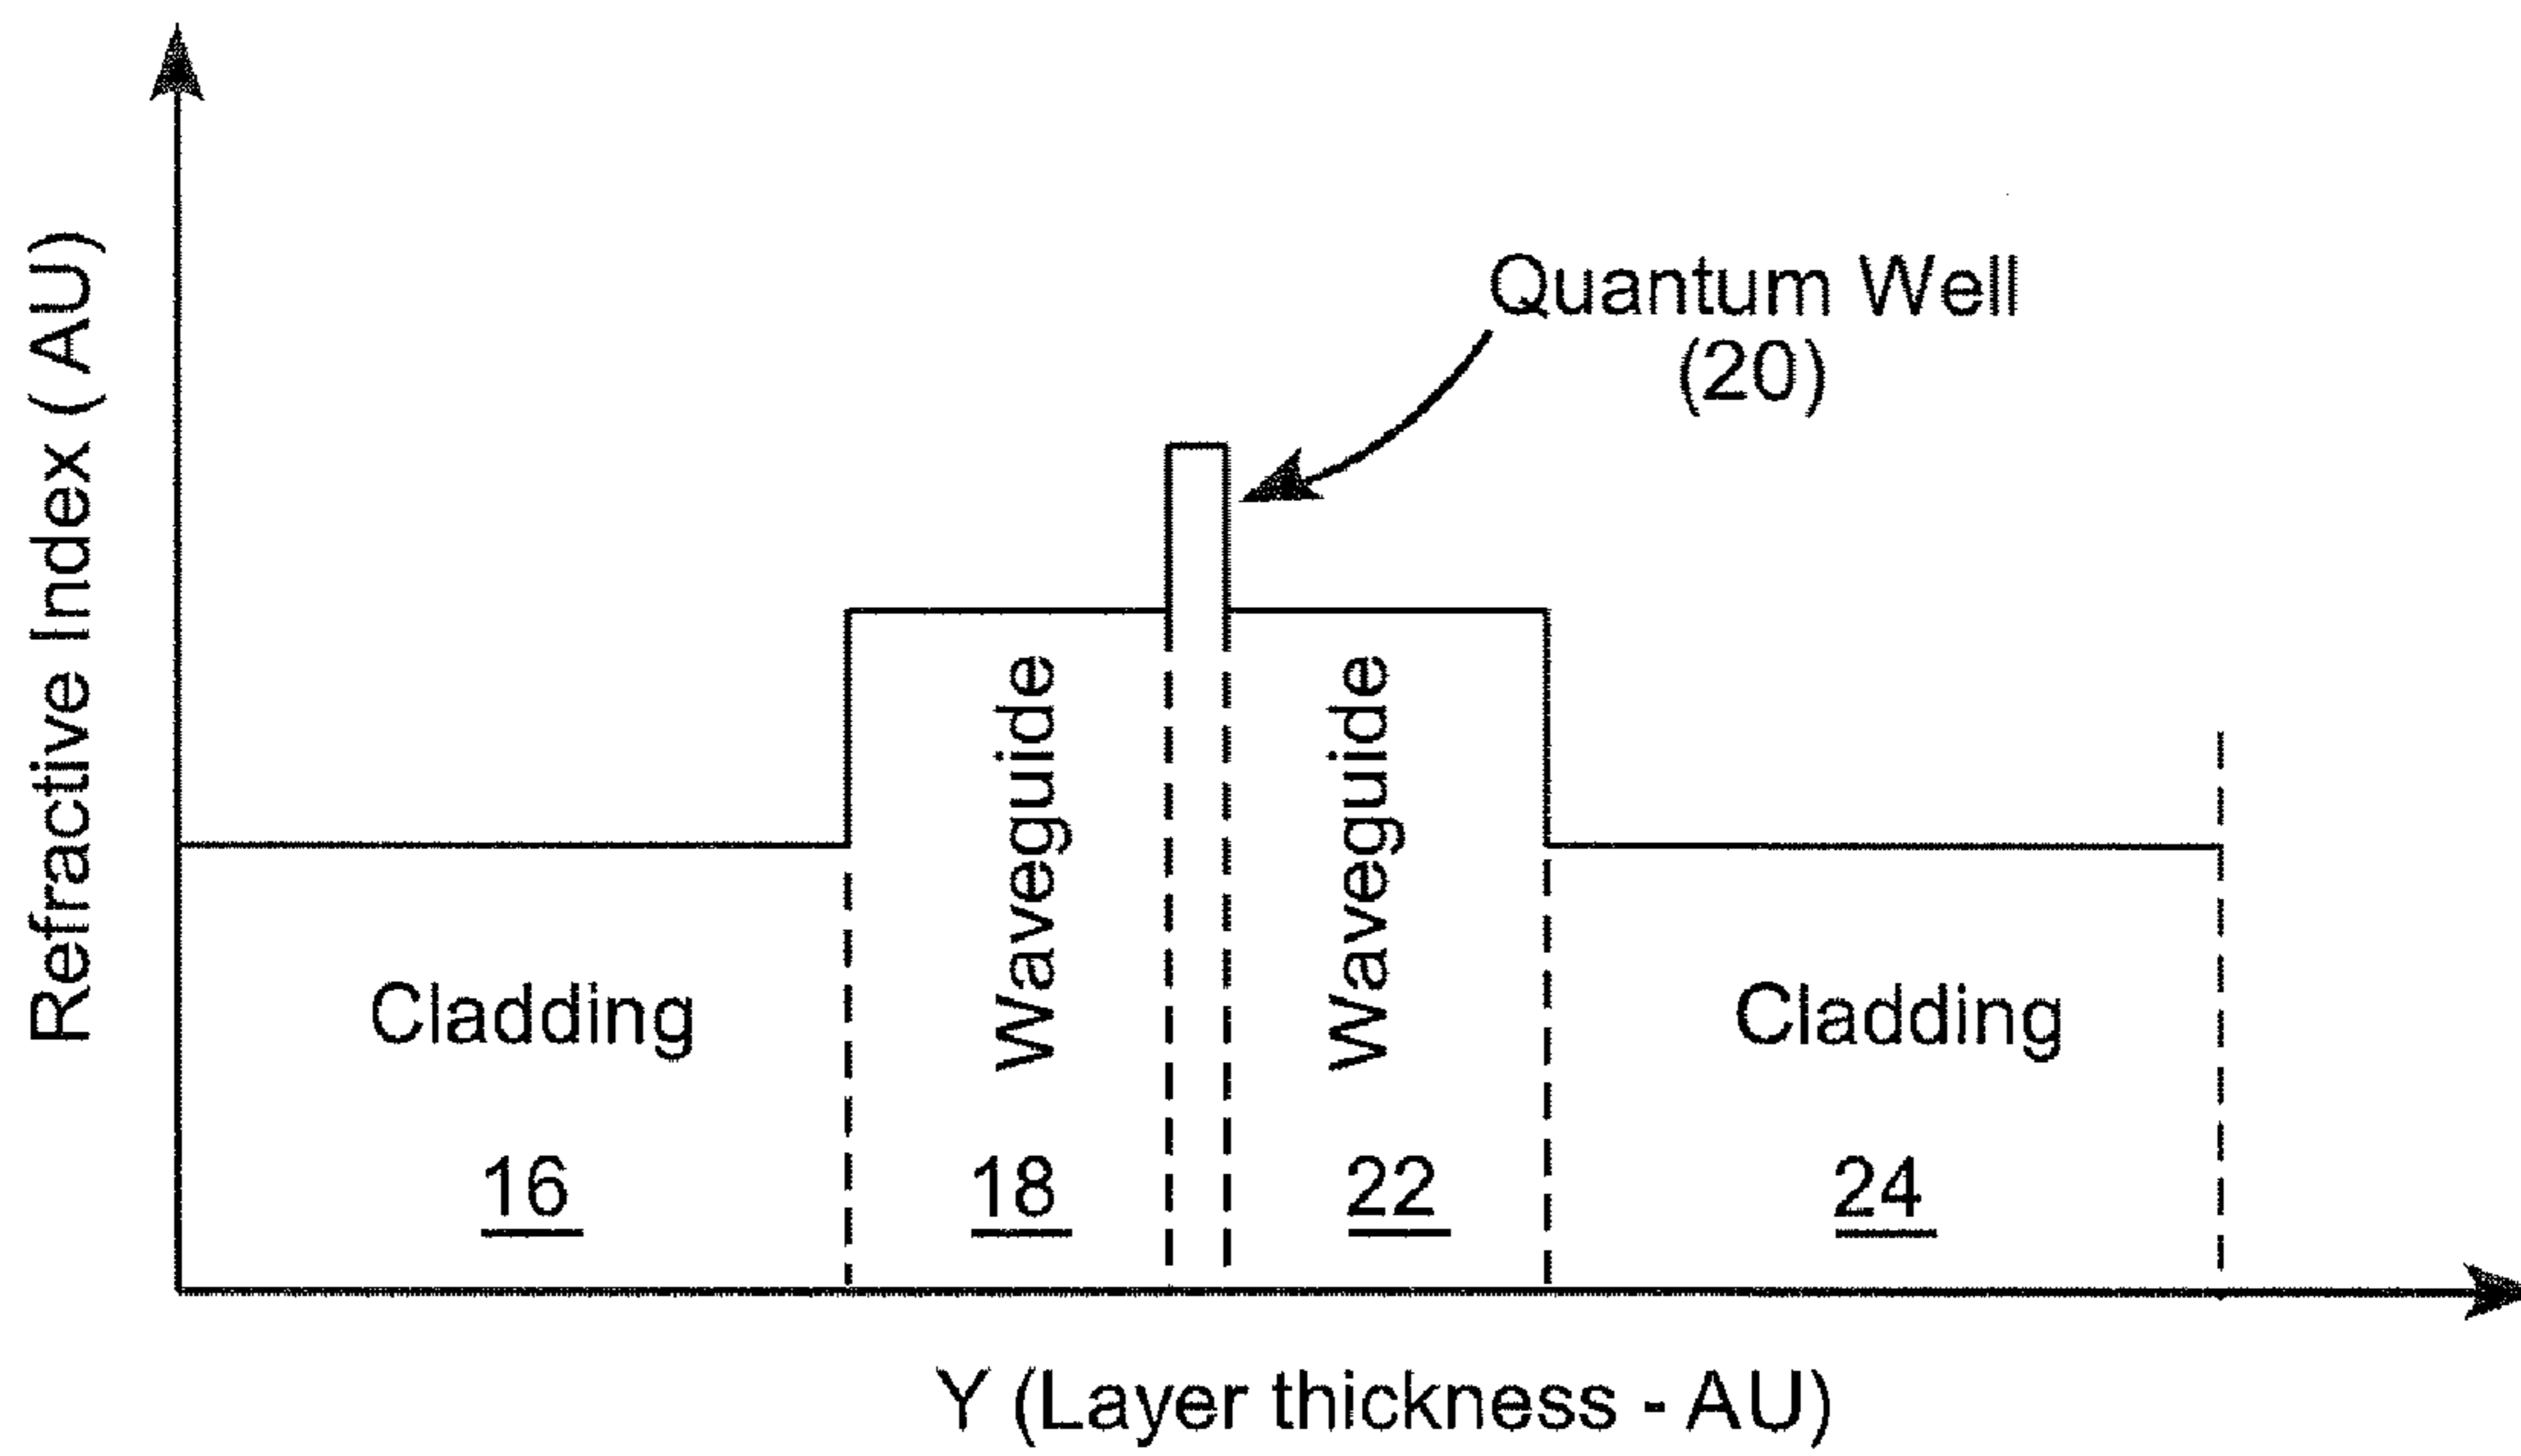 Refractive Index ( AU)
Quantum Well
(20)
Cladding
16
Waveguide
18
Waveguide
22
Cladding
24
Y (Layer thickness - AU)